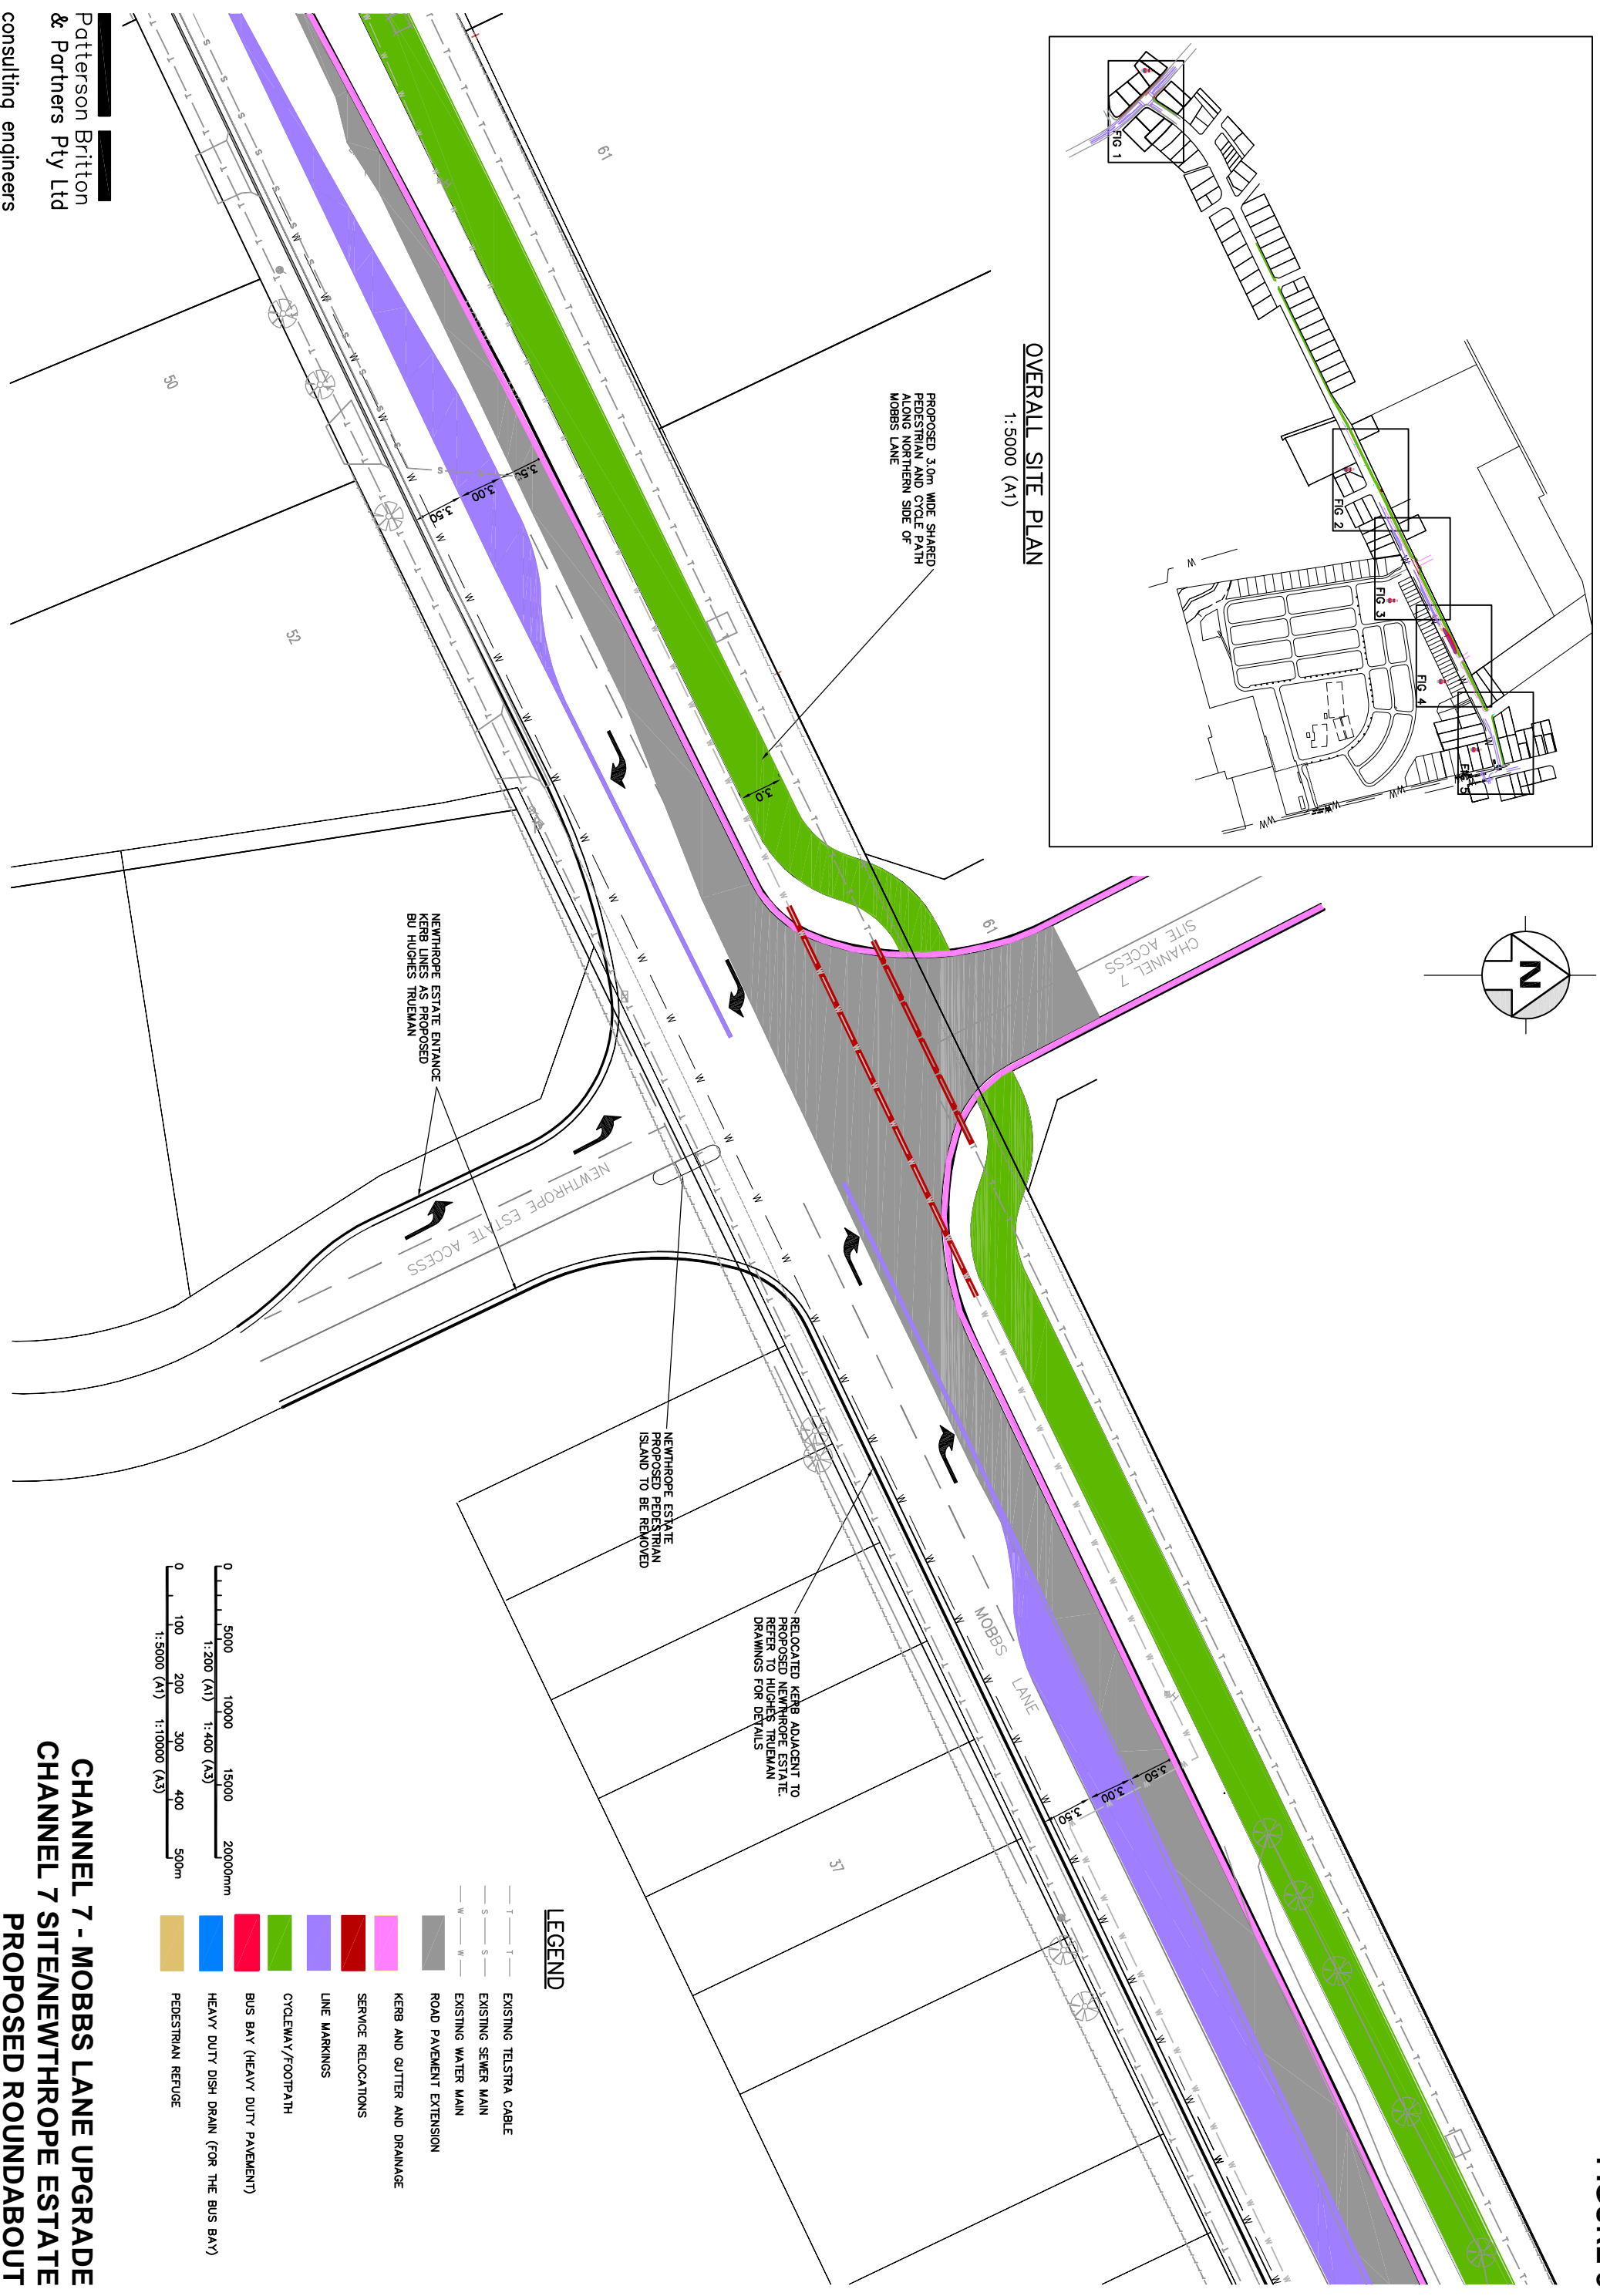 OVERALL SITE PLAN
1:5000 (A1)
FIG 1
FIG 2
FIG 3
FIG 4
FIG 5
N
PROPOSED 3.0m WIDE SHARED
PEDESTRIAN AND CYCLE PATH
ALONG NORTHERN SIDE OF
MOBBS LANE
61
61
50
52
37
3.50
3.00
3.50
3.0
CHANNEL 7
SITE ACCESS
NEWTHROPE ESTATE ENTANCE
KERB LINES AS PROPOSED
BU HUGHES TRUEMAN
NEWTHROPE ESTATE ACCESS
NEWTHROPE ESTATE
PROPOSED PEDESTRIAN
ISLAND TO BE REMOVED
RELOCATED KERB ADJACENT TO
PROPOSED NEWTHROPE ESTATE.
REFER TO HUGHES TRUEMAN
DRAWINGS FOR DETAILS
MOBBS LANE
3.50
3.00
3.50
LEGEND
T T EXISTING TELSTRA CABLE
S S EXISTING SEWER MAIN
W W EXISTING WATER MAIN
ROAD PAVEMENT EXTENSION
KERB AND GUTTER AND DRAINAGE
SERVICE RELOCATIONS
LINE MARKINGS
CYCLEWAY/FOOTPATH
BUS BAY (HEAVY DUTY PAVEMENT)
HEAVY DUTY DISH DRAIN (FOR THE BUS BAY)
PEDESTRIAN REFUGE
0 5000 10000 15000 20000mm
1:200 (A1) 1:400 (A3)
0 100 200 300 400 500m
1:5000 (A1) 1:10000 (A3)
Patterson Britton
& Partners Pty Ltd
consulting engineers
CHANNEL 7 - MOBBS LANE UPGRADE
CHANNEL 7 SITE/NEWTHROPE ESTATE
PROPOSED ROUNDABOUT